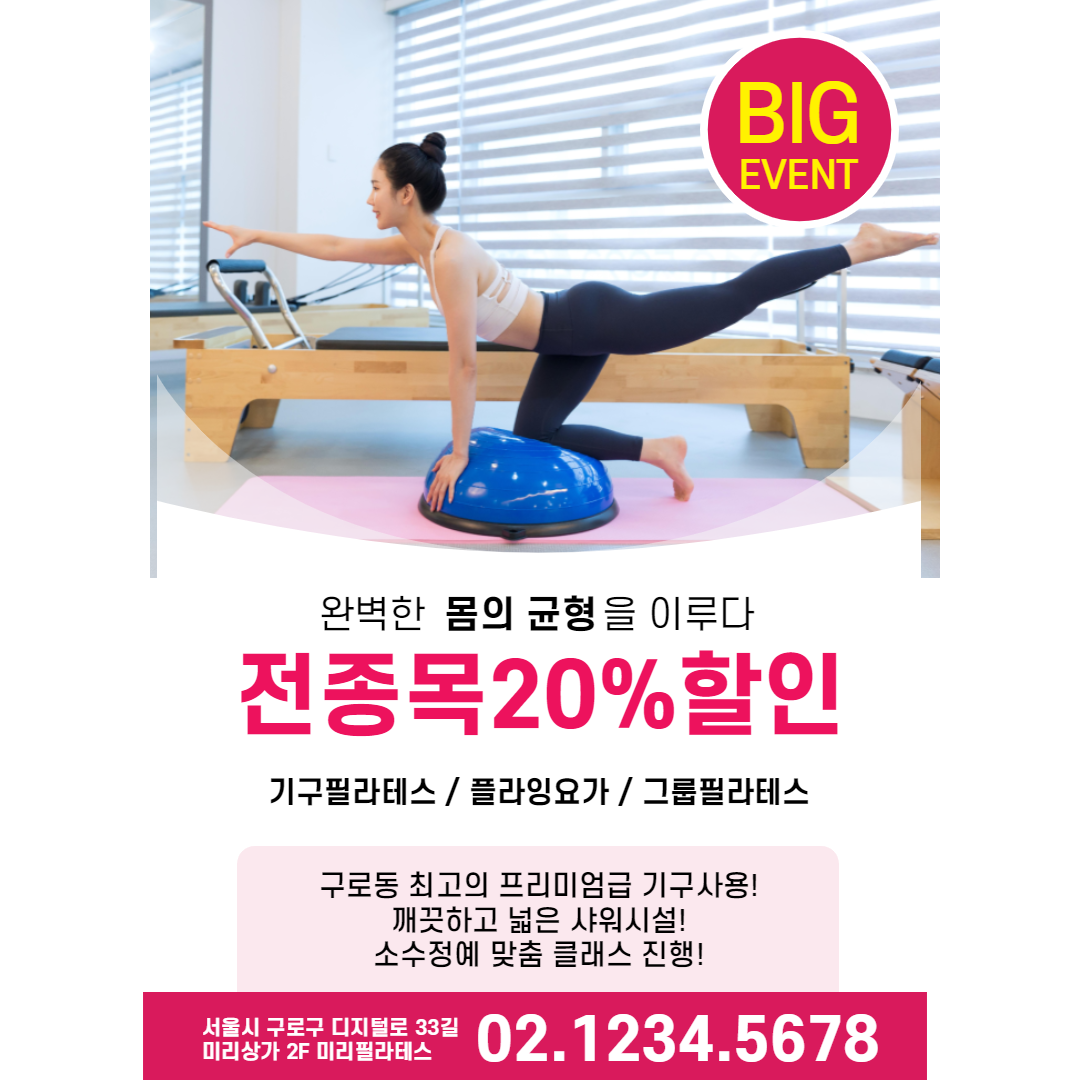 BIG
EVENT
완벽한 몸의 균형을 이루다
전종목20%할인
기구필라테스 / 플라잉요가 / 그룹필라테스
구로동 최고의 프리미엄급 기구사용!
깨끗하고 넓은 샤워시설!
소수정예 맞춤 클래스 진행!
서울시 구로구 디지털로 33길
미리상가 2F 미리필라테스
02.1234.5678